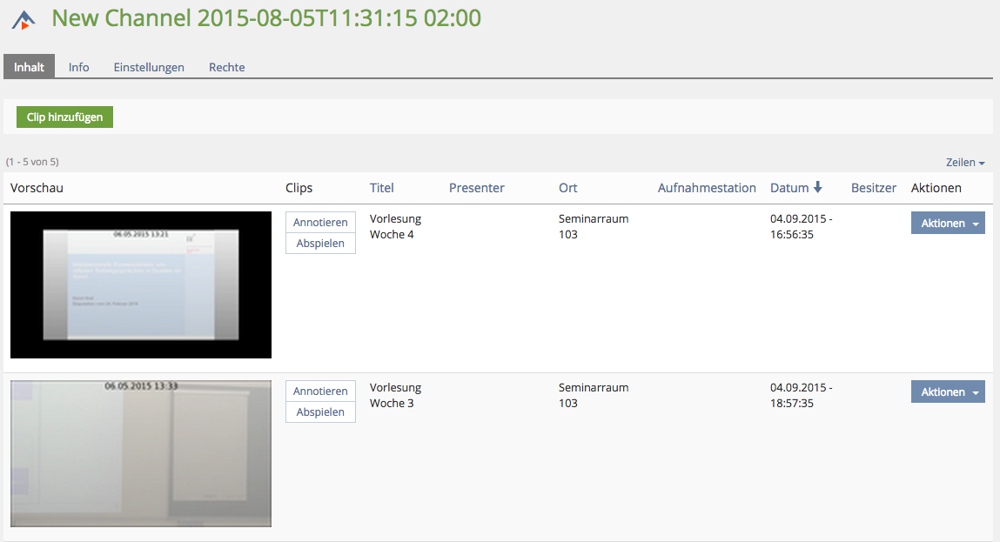 New Channel 2015-08-05T11:31:15 02:00
Inhalt Info Einstellungen Rechte
Clip hinzufügen
(1 - 5 von 5)
Zeilen
Vorschau Clips Titel Presenter Ort Aufnahmestation Datum Besitzer Aktionen
06.05.2015 13:21
Annotieren
Abspielen
Vorlesung
Woche 4
Seminarraum
103
04.09.2015 -
16:56:35
Aktionen
06.05.2015 13:33
Annotieren
Abspielen
Vorlesung
Woche 3
Seminarraum
103
04.09.2015 -
18:57:35
Aktionen